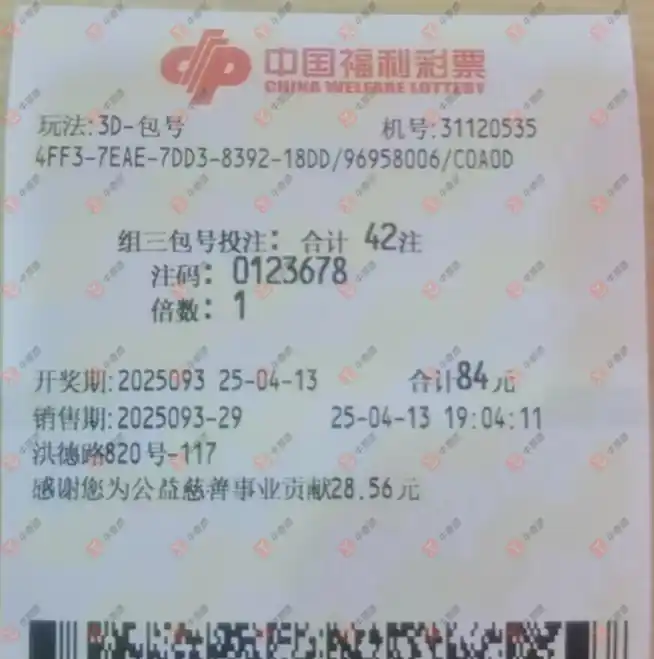 中国福利彩票
CHINA WELFARE LOTTERY
玩法:3D-包号 机号:31120535
4FF3-7EAE-7DD3-8392-18DD/96958006/C0A0D
组三包号投注: 合计 42注
注码: 0123678
倍数: 1
开奖期:2025093 25-04-13 合计84元
销售期:2025093-29 25-04-13 19:04:11
洪德路820号-117
感谢您为公益慈善事业贡献28.56元